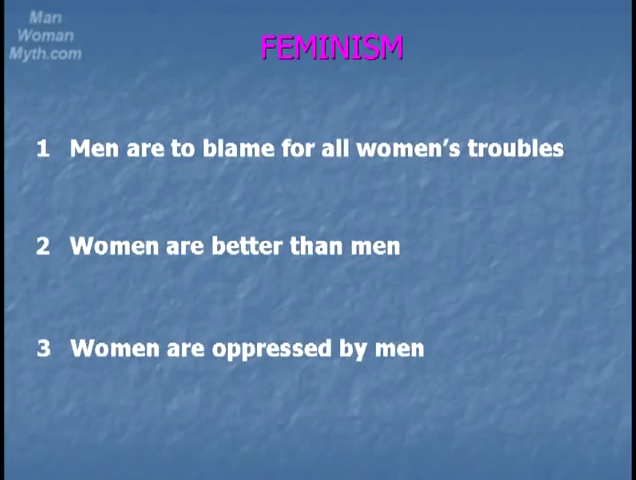 Man
Woman
Myth.com
FEMINISM
1 Men are to blame for all women's troubles
2 Women are better than men
3 Women are oppressed by men